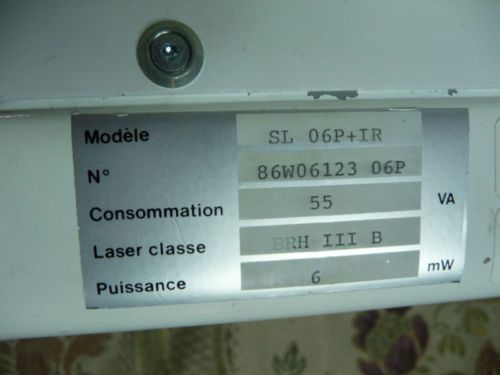 Modèle SL 06P+IR
N° 86W06123 06P
Consommation 55 VA
Laser classe BRH III B
Puissance 6 mW